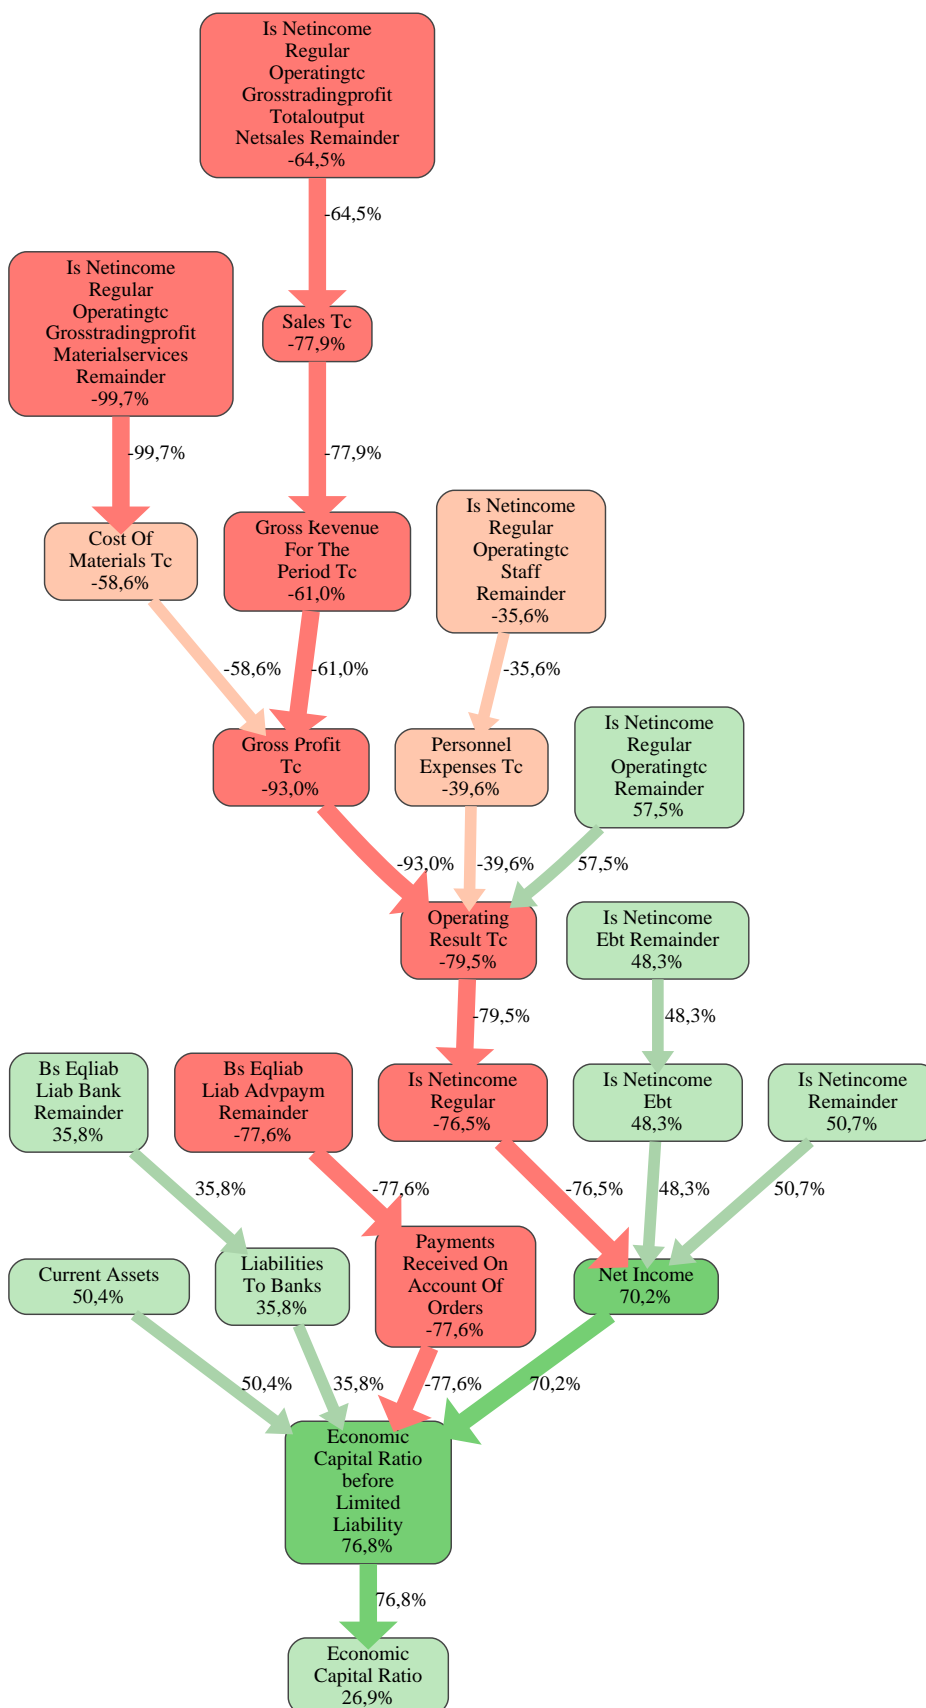 Is Netincome
Regular
Operatingtc
Grosstradingprofit
Totaloutput
Netsales Remainder
-64,5%
-64,5%
Is Netincome
Regular
Operatingtc
Grosstradingprofit
Materialservices
Remainder
-99,7%
Sales Tc
-77,9%
-99,7%
-77,9%
Cost Of
Materials Tc
-58,6%
Gross Revenue
For The
Period Tc
-61,0%
Is Netincome
Regular
Operatingtc
Staff
Remainder
-35,6%
-58,6%
-61,0%
-35,6%
Gross Profit
Tc
-93,0%
Personnel
Expenses Tc
-39,6%
Is Netincome
Regular
Operatingtc
Remainder
57,5%
-93,0%
-39,6%
57,5%
Operating
Result Tc
-79,5%
Is Netincome
Ebt Remainder
48,3%
-79,5%
48,3%
Bs Eqliab
Liab Bank
Remainder
35,8%
Bs Eqliab
Liab Advpaym
Remainder
-77,6%
Is Netincome
Regular
-76,5%
Is Netincome
Ebt
48,3%
Is Netincome
Remainder
50,7%
35,8%
-77,6%
-76,5%
48,3%
50,7%
Current Assets
50,4%
Liabilities
To Banks
35,8%
Payments
Received On
Account Of
Orders
-77,6%
Net Income
70,2%
50,4%
35,8%
-77,6%
70,2%
Economic
Capital Ratio
before
Limited
Liability
76,8%
76,8%
Economic
Capital Ratio
26,9%